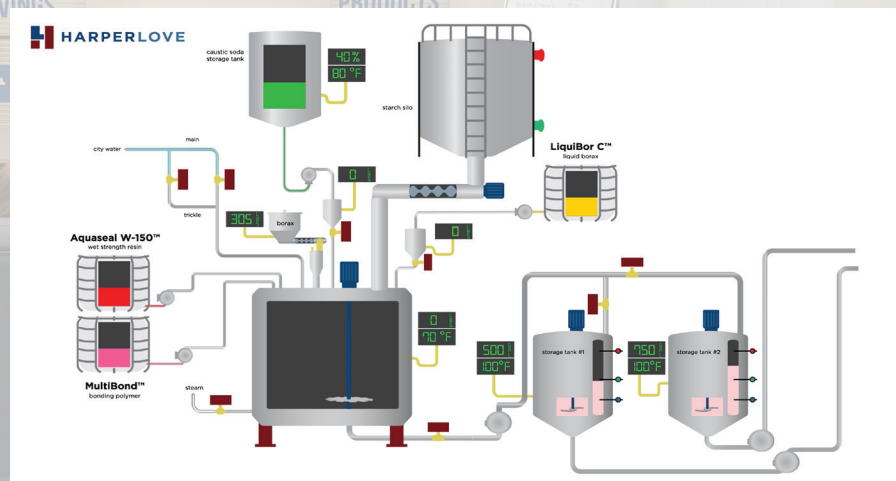 PRODUCTS
HARPERLOVE
caustic soda
storage tank
40%
80 °F
starch silo
main
city water
trickle
0
LiquiBor C™
liquid borax
305
borax
0
Aquaseal W-150™
wet strength resin
0
70 °F
500
100°F
storage tank #1
750
100°F
storage tank #2
MultiBond™
bonding polymer
steam